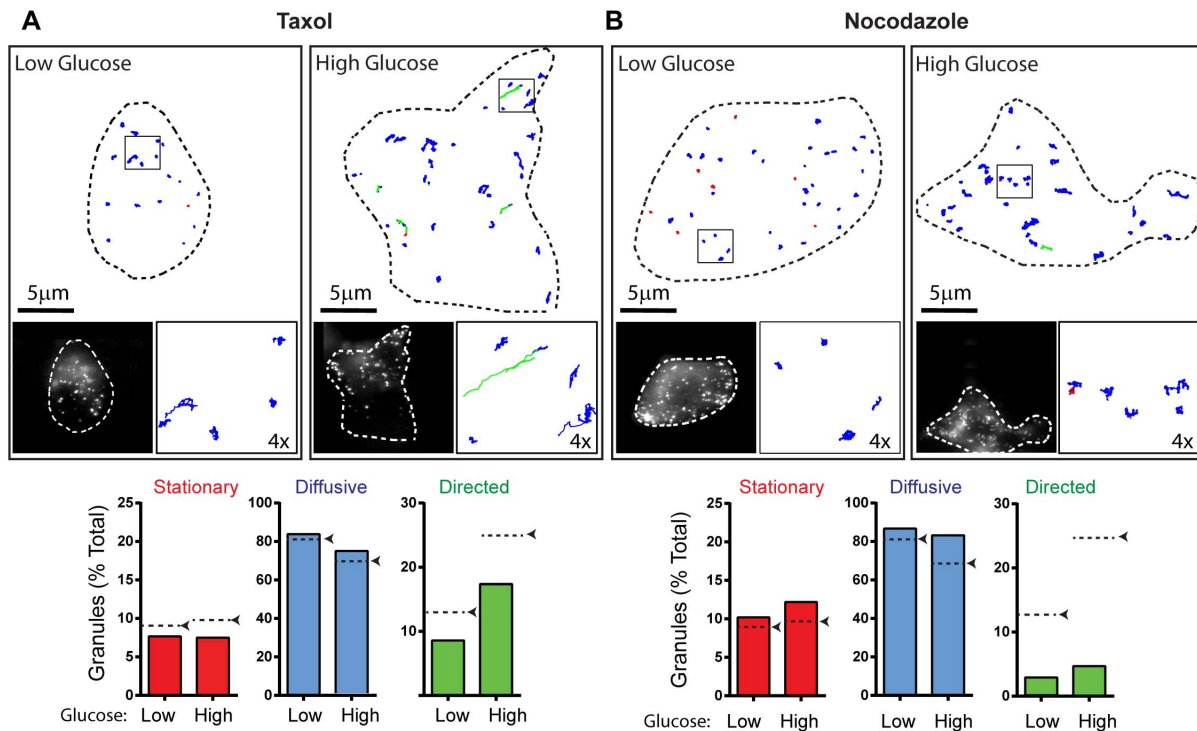 A Taxol B Nocodazole
Low Glucose High Glucose Low Glucose High Glucose
5μm 5μm 5μm 5μm
4x 4x 4x 4x
Stationary Diffusive Directed Stationary Diffusive Directed
Granules (% Total)
25 100 30
20 80
15 60 20
10 40 10
5 20
0 0
Glucose: Low High Low High Low High
Granules (% Total)
25 100 30
20 80
15 60 20
10 40 10
5 20
0 0 0
Glucose: Low High Low High Low High